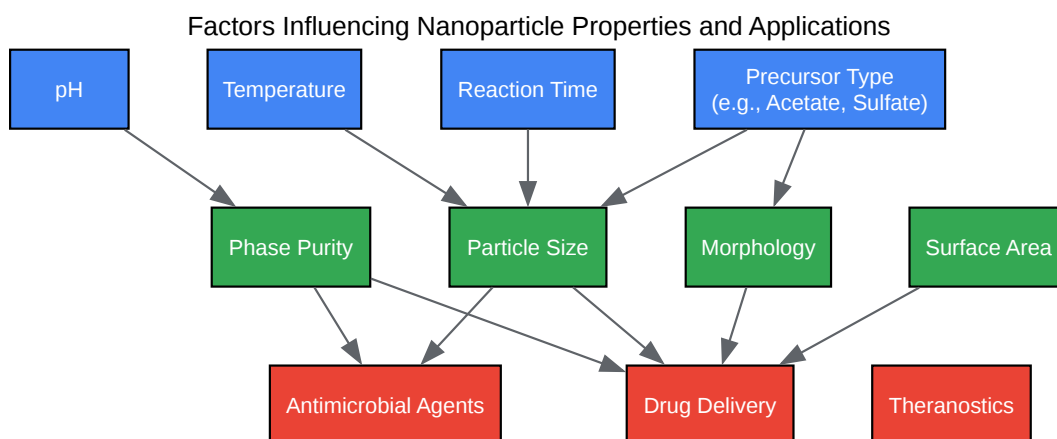 Factors Influencing Nanoparticle Properties and Applications
pH
Temperature
Reaction Time
Precursor Type
(e.g., Acetate, Sulfate)
Phase Purity
Particle Size
Morphology
Surface Area
Antimicrobial Agents
Drug Delivery
Theranostics